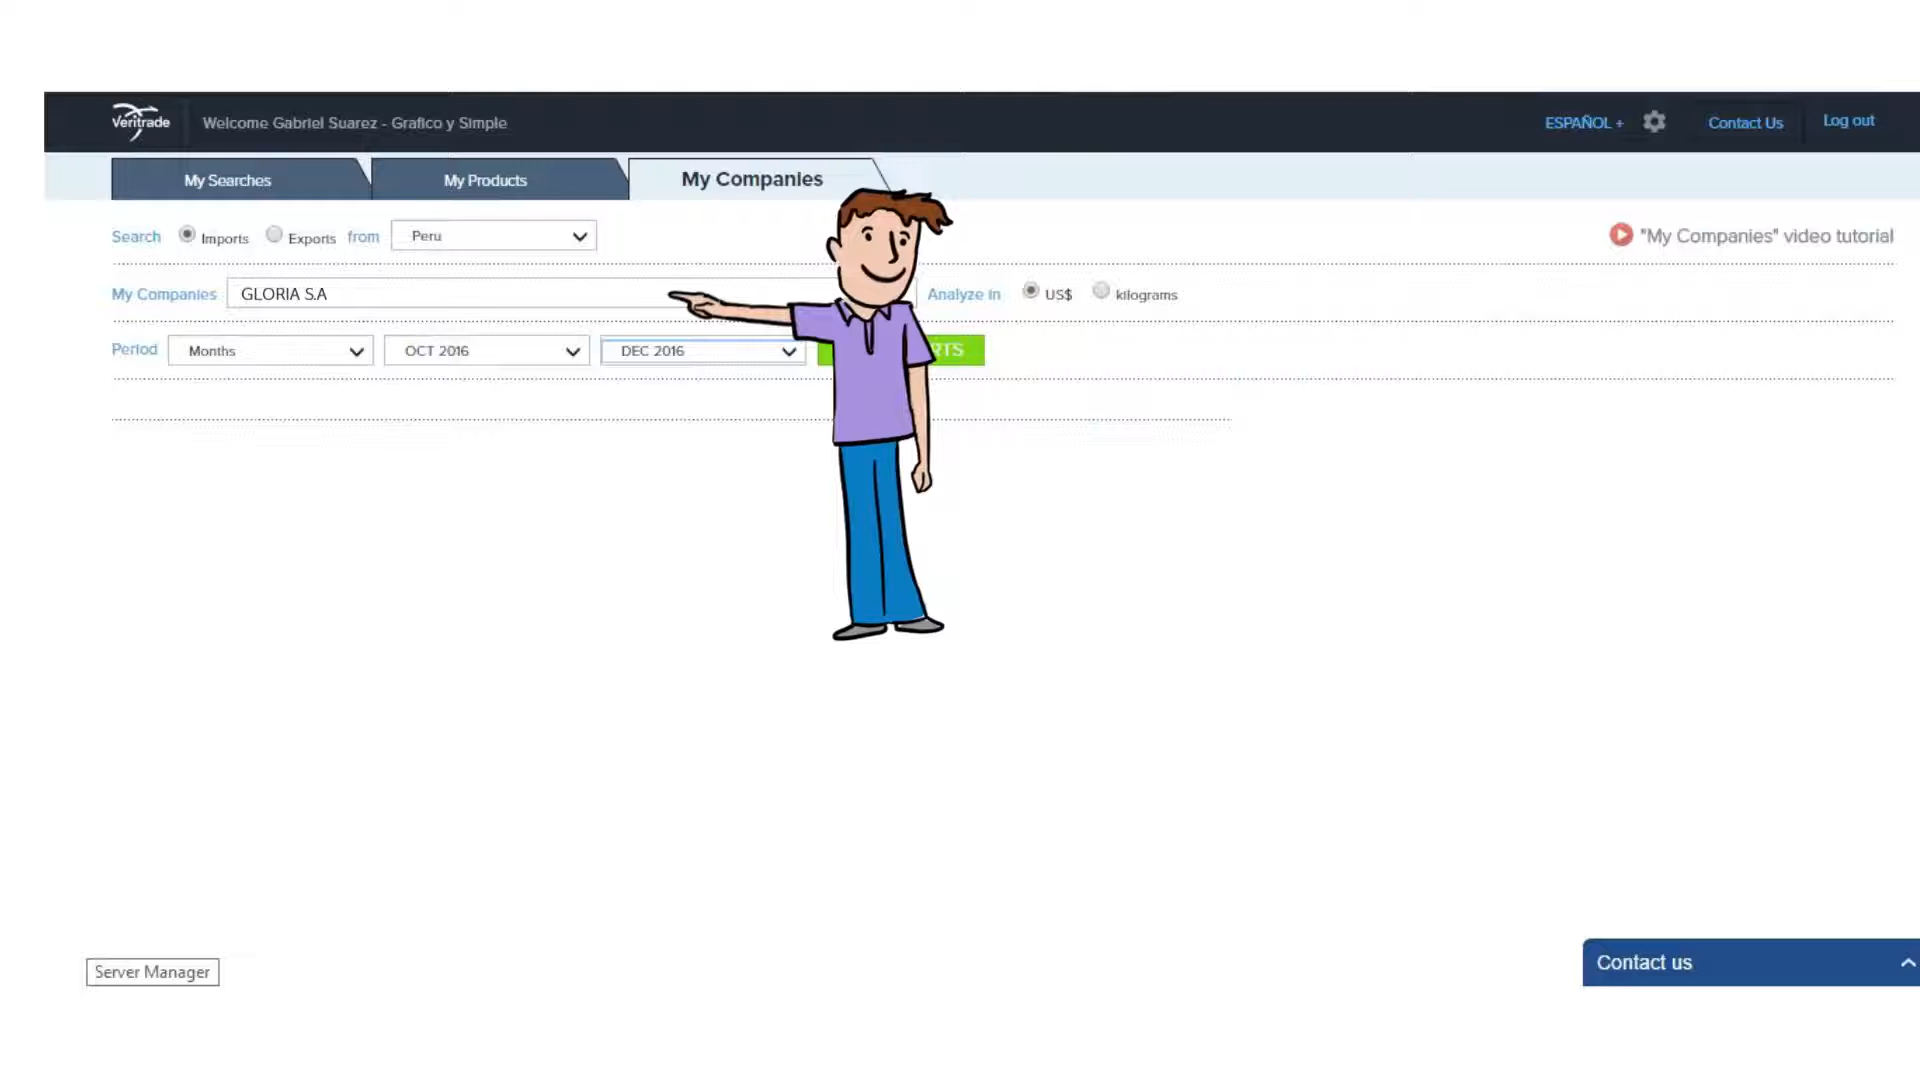 Veritrade Welcome Gabriel Suarez - Grafico y Simple ESPAÑOL + Contact Us Log out
My Searches My Products My Companies
Search Imports Exports from Peru "My Companies" video tutorial
My Companies GLORIA S.A Analyze in US$ kilograms
Period Months OCT 2016 DEC 2016
Server Manager
Contact us